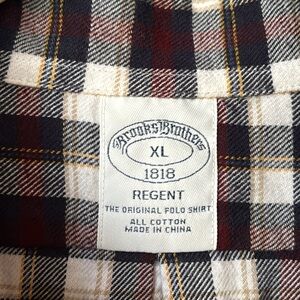 Brooks Brothers
XL
1818
REGENT
THE ORIGINAL POLO SHIRT
ALL COTTON
MADE IN CHINA